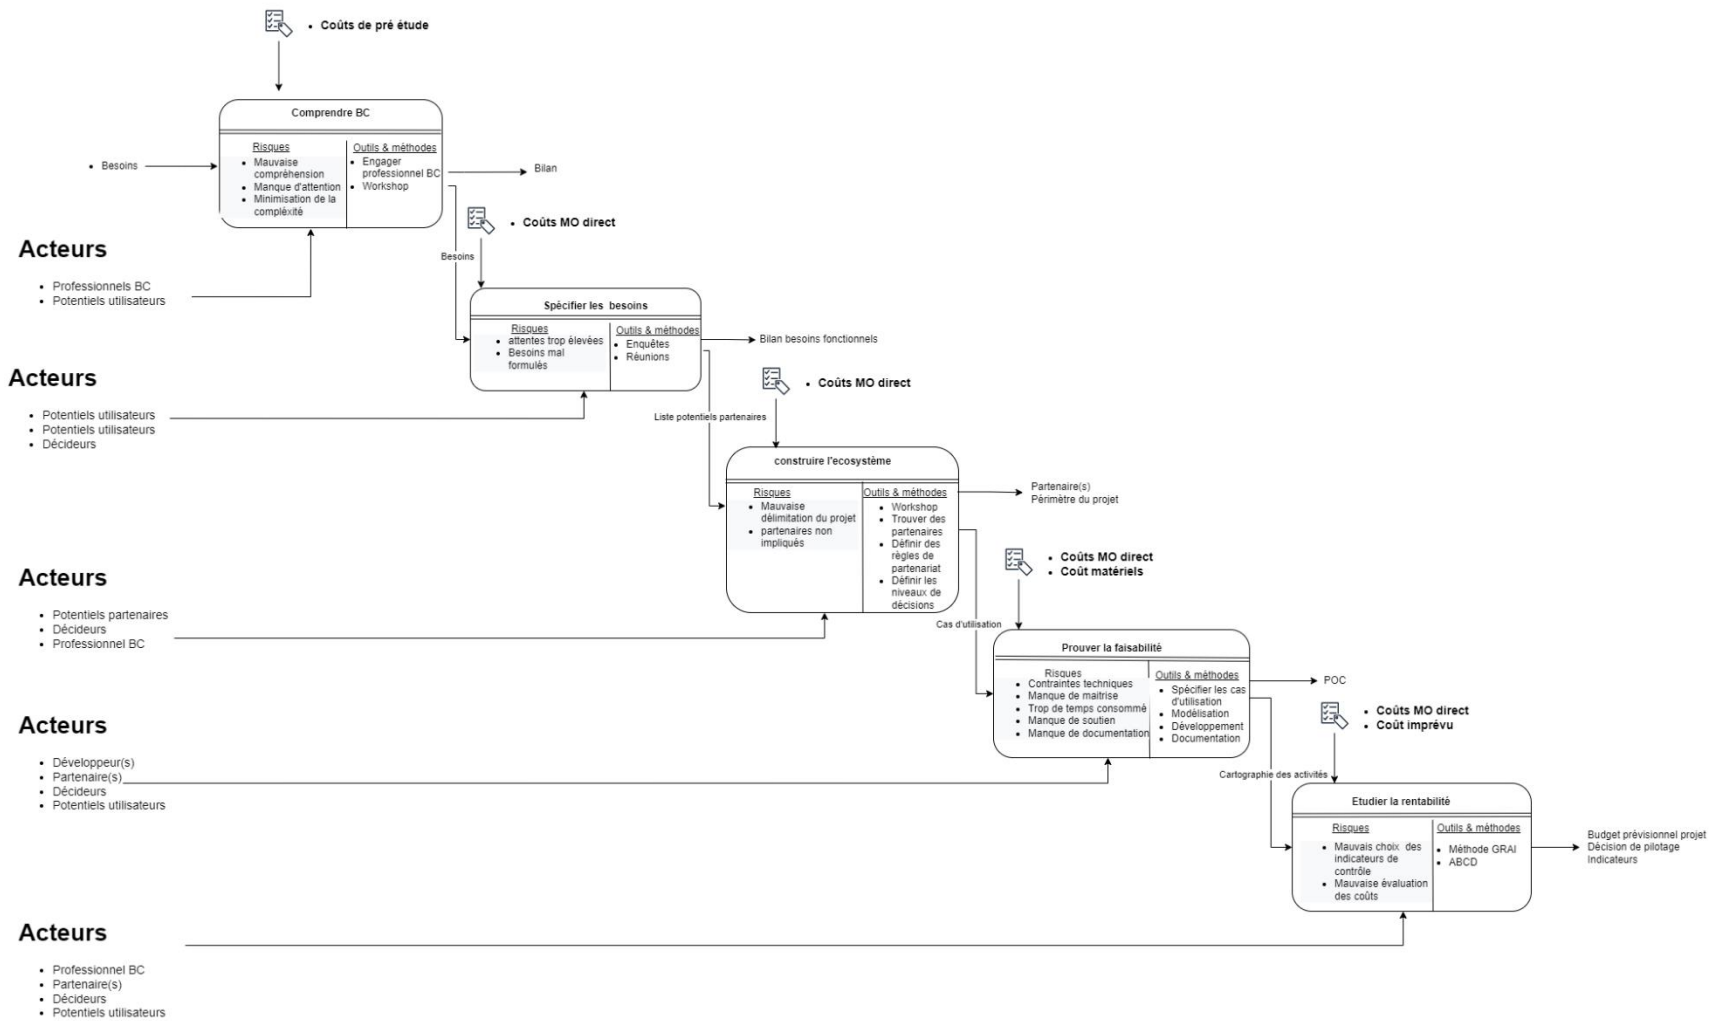 Coûts de pré étude
Comprendre BC
Risques
Mauvaise
compréhension
Manque d'attention
Minimisation de la
compléxité
Outils & méthodes
Engager
professionnel BC
Workshop
Besoins
Bilan
Coûts MO direct
Besoins
Acteurs
Professionnels BC
Potentiels utilisateurs
Spécifier les besoins
Risques
attentes trop élevées
Besoins mal
formulés
Outils & méthodes
Enquêtes
Réunions
Bilan besoins fonctionnels
Acteurs
Potentiels utilisateurs
Potentiels utilisateurs
Décideurs
Coûts MO direct
Liste potentiels partenaires
construire l'ecosystème
Risques
Mauvaise
délimitation du projet
partenaires non
impliqués
Outils & méthodes
Workshop
Trouver des
partenaires
Définir des
règles de
partenariat
Définir les
niveaux de
décisions
Partenaire(s)
Périmètre du projet
Acteurs
Potentiels partenaires
Décideurs
Professionnel BC
Coûts MO direct
Coût matériels
Cas d'utilisation
Prouver la faisabilité
Risques
Contraintes techniques
Manque de maitrise
Trop de temps consommé
Manque de soutien
Manque de documentation
Outils & méthodes
Spécifier les cas
d'utilisation
Modélisation
Développement
Documentation
POC
Acteurs
Développeur(s)
Partenaire(s)
Décideurs
Potentiels utilisateurs
Coûts MO direct
Coût imprévu
Cartographie des activités
Etudier la rentabilité
Risques
Mauvais choix des
indicateurs de
contrôle
Mauvaise évaluation
des coûts
Outils & méthodes
Méthode GRAI
ABCD
Budget prévisionnel projet
Décision de pilotage
Indicateurs
Acteurs
Professionnel BC
Partenaire(s)
Décideurs
Potentiels utilisateurs